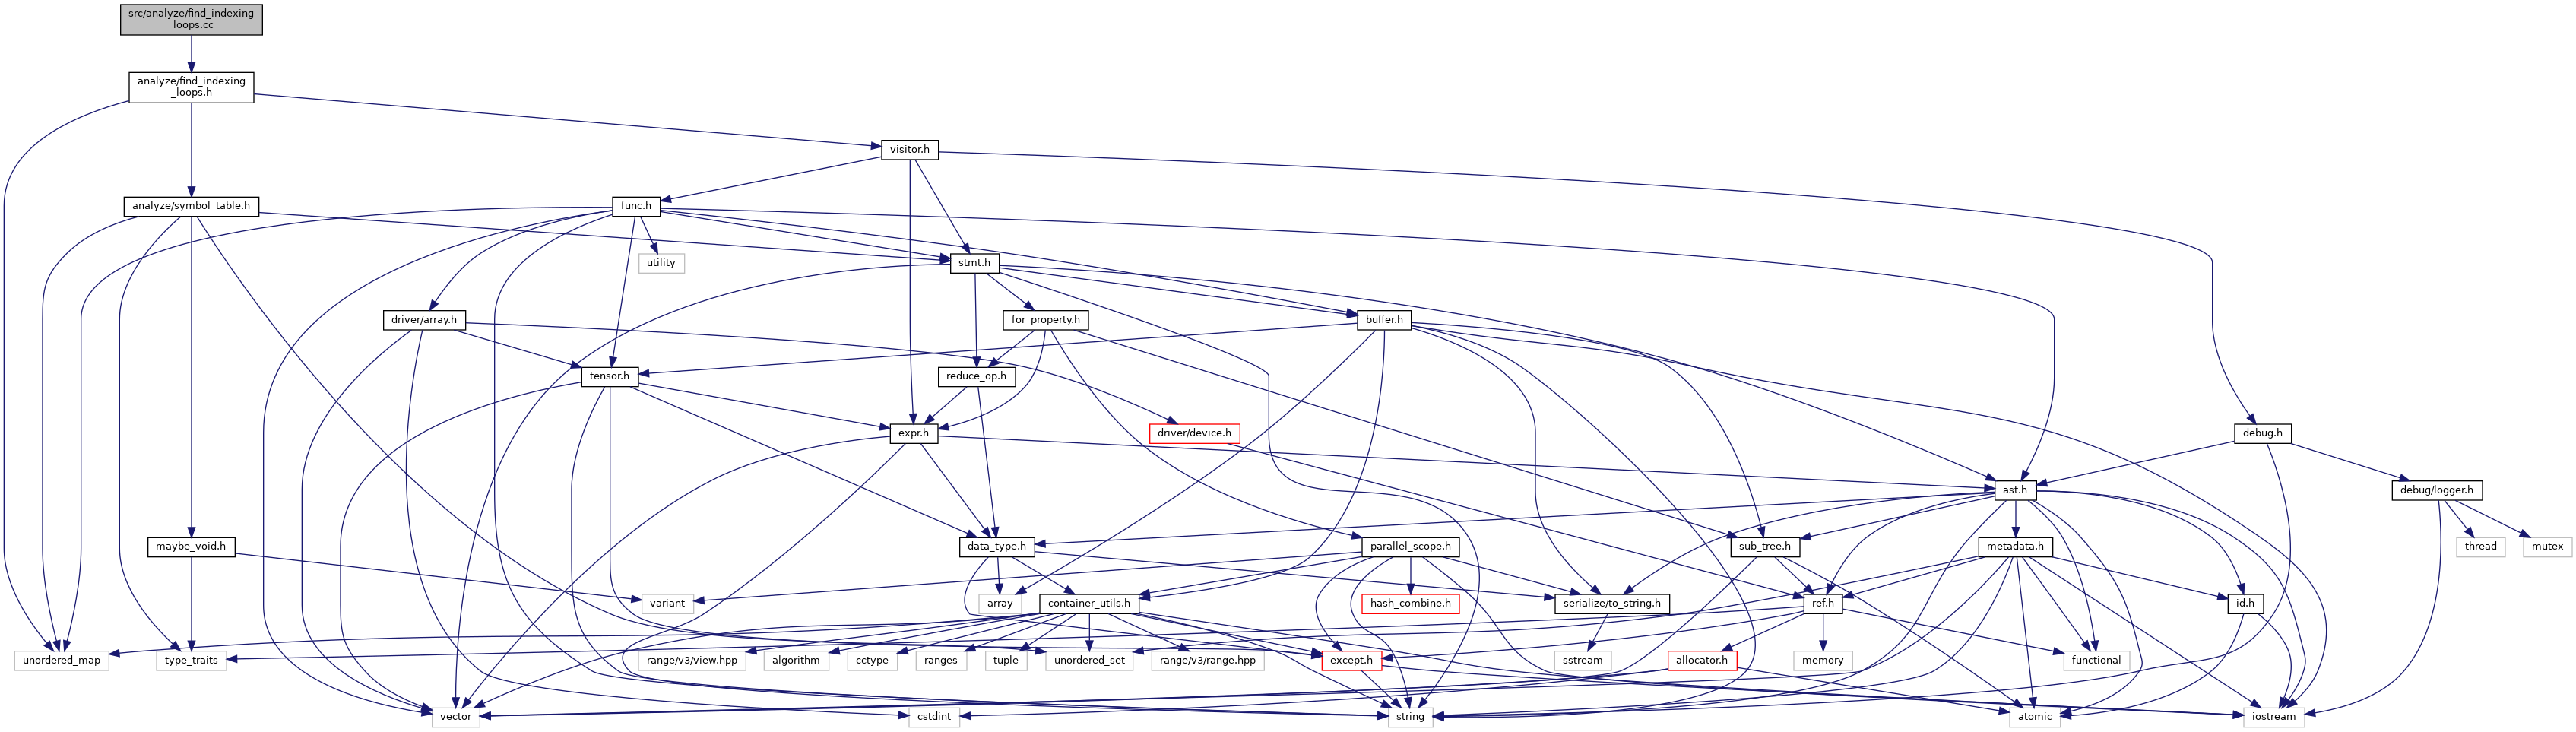 src/analyze/find_indexing
_loops.cc
analyze/find_indexing
_loops.h
visitor.h
analyze/symbol_table.h
func.h
utility
stmt.h
driver/array.h
for_property.h
buffer.h
tensor.h
reduce_op.h
expr.h
driver/device.h
debug.h
ast.h
debug/logger.h
maybe_void.h
data_type.h
parallel_scope.h
sub_tree.h
metadata.h
thread
mutex
variant
array
container_utils.h
hash_combine.h
serialize/to_string.h
ref.h
id.h
unordered_map
type_traits
range/v3/view.hpp
algorithm
cctype
ranges
tuple
unordered_set
range/v3/range.hpp
except.h
sstream
allocator.h
memory
functional
vector
cstdint
string
atomic
iostream